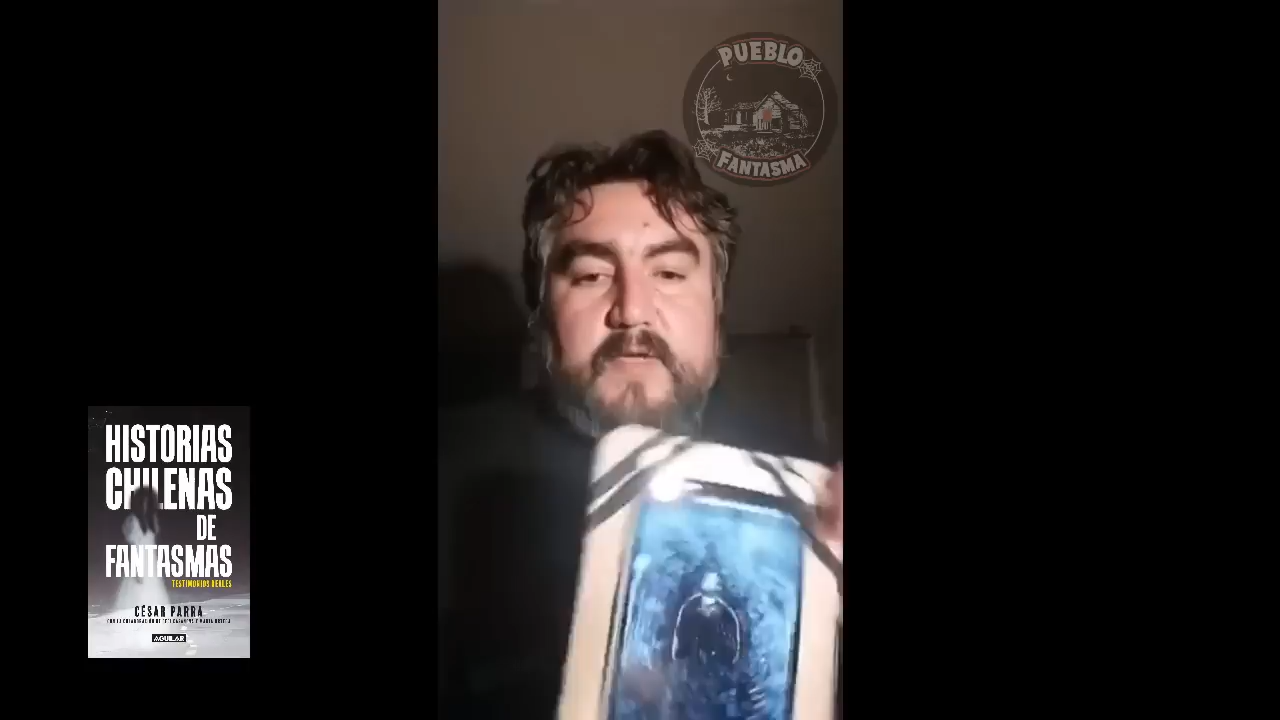 PUEBLO
FANTASMA
HISTORIAS
CHILENAS
DE
FANTASMAS
TESTIMONIOS REALES
CÉSAR PARRA
AGUILAR